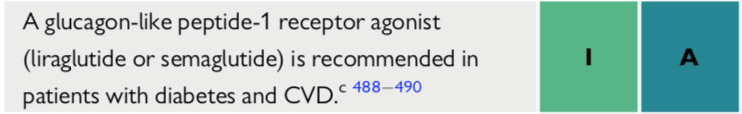 A glucagon-like peptide-1 receptor agonist
(liraglutide or semaglutide) is recommended in I A
patients with diabetes and CVD.c 488–490